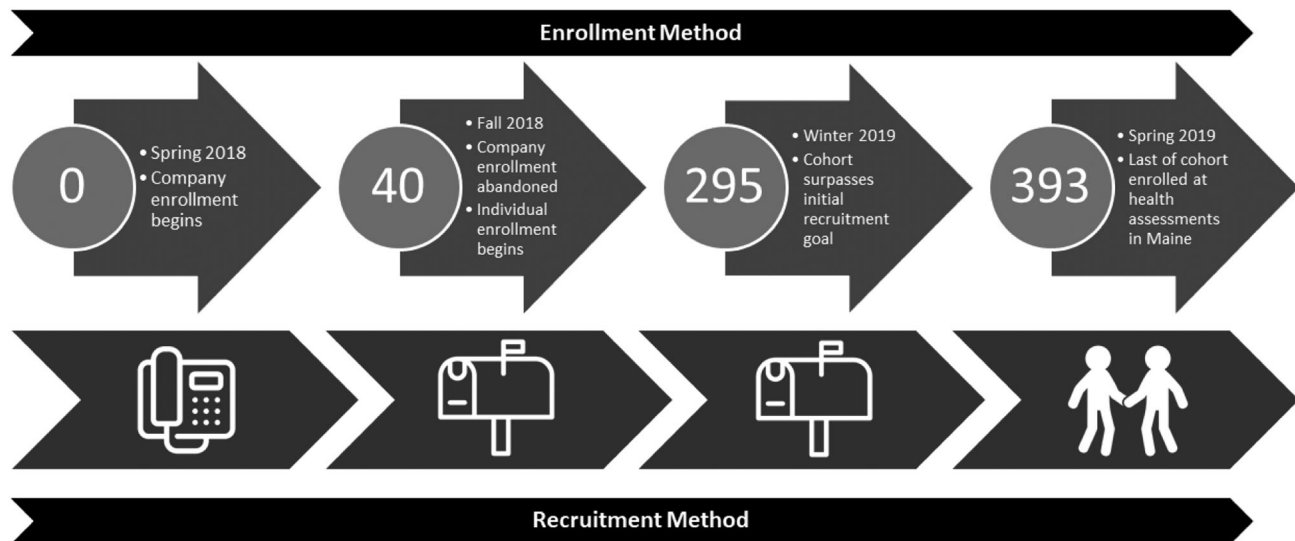 Enrollment Method
0
• Spring 2018
• Company
enrollment
begins
40
• Fall 2018
• Company
enrollment
abandoned
• Individual
enrollment
begins
295
• Winter 2019
• Cohort
surpasses
initial
recruitment
goal
393
• Spring 2019
• Last of cohort
enrolled at
health
assessments
in Maine
Recruitment Method